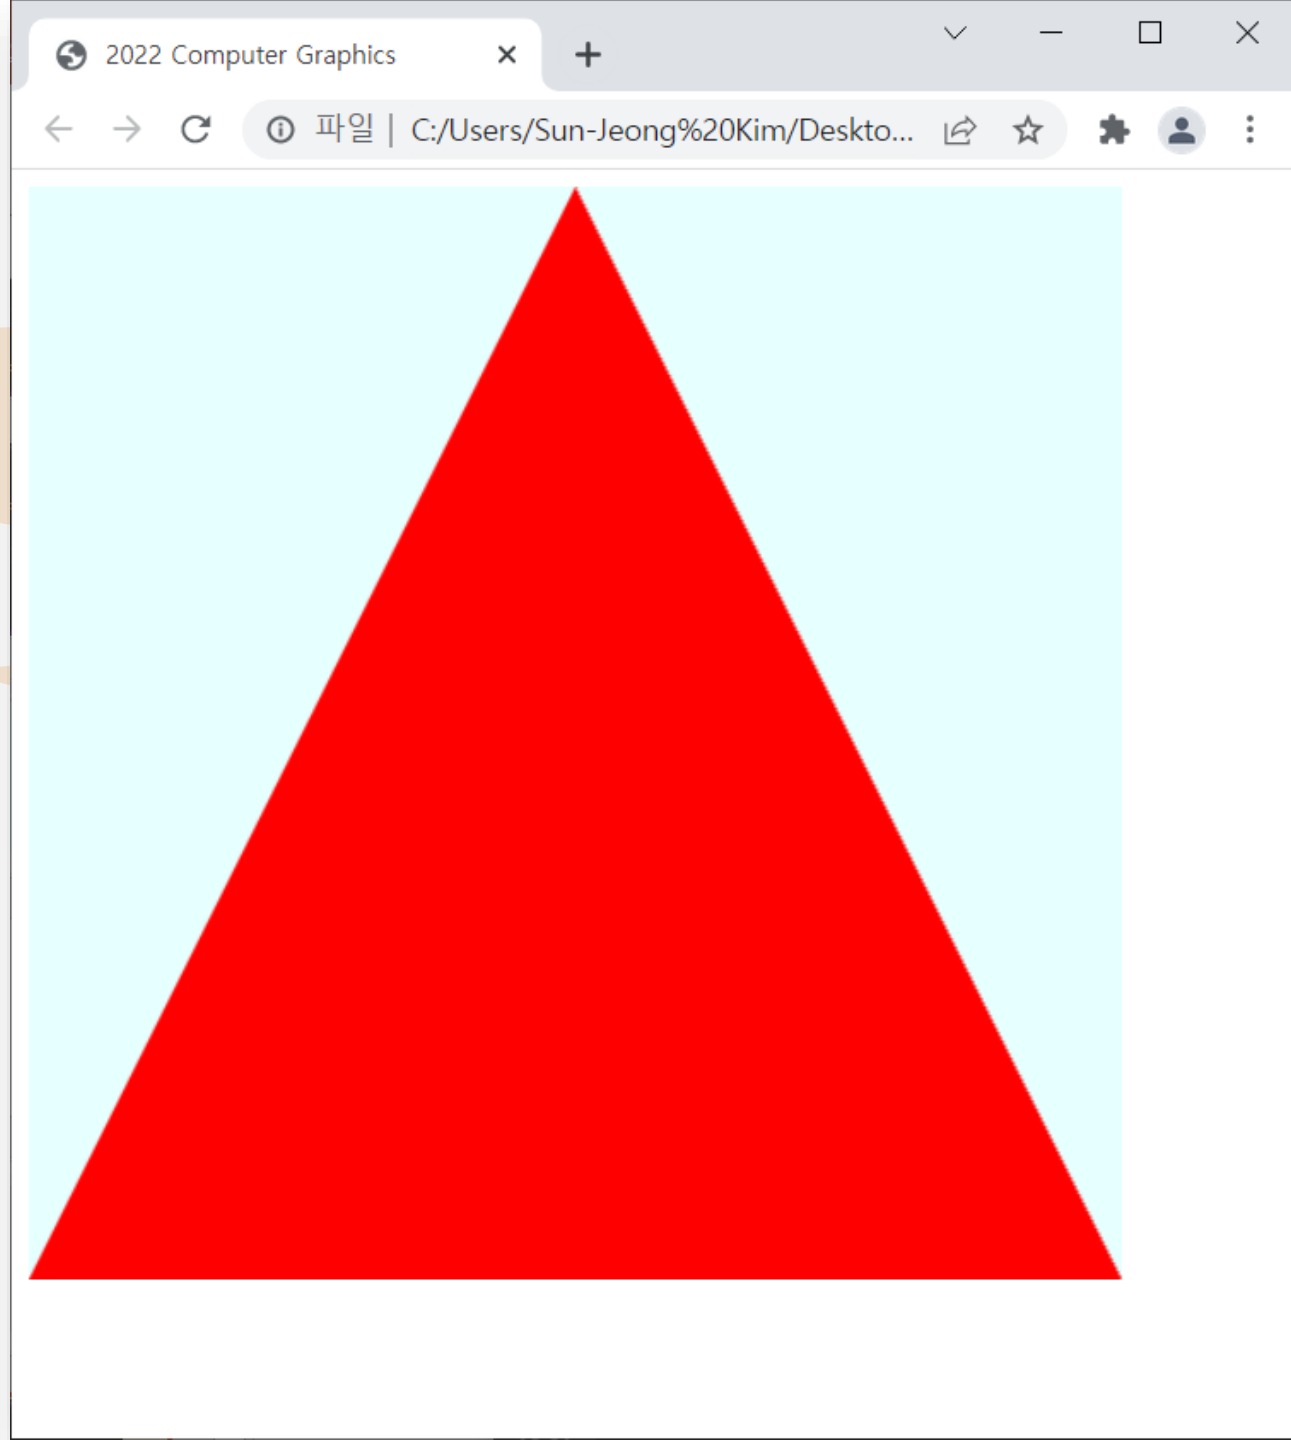 2022 Computer Graphics
파일 | C:/Users/Sun-Jeong%20Kim/Deskto...